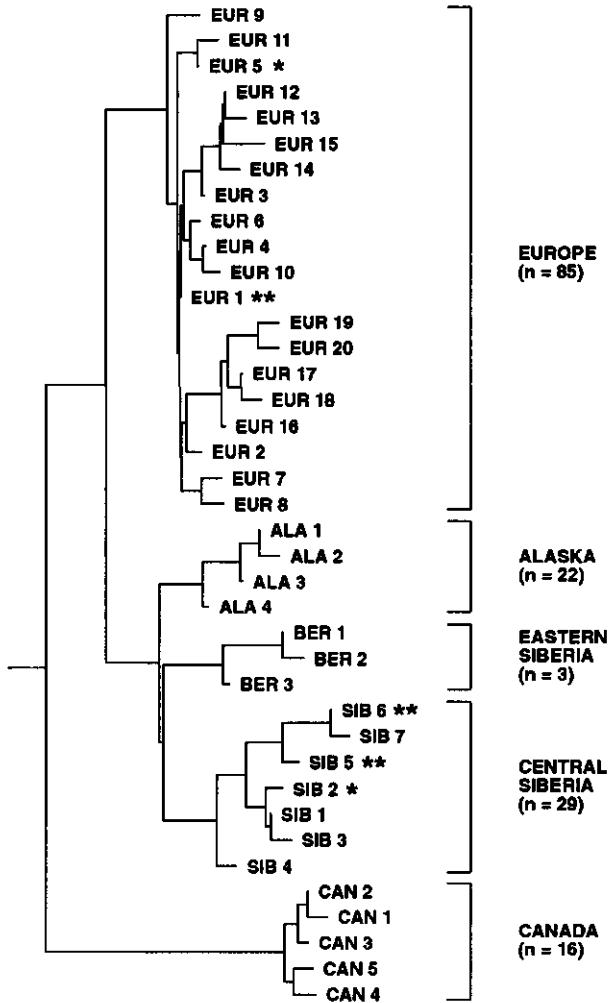 EUR 9
EUR 11
EUR 5 *
EUR 12
EUR 13
EUR 15
EUR 14
EUR 3
EUR 6
EUR 4
EUR 10
EUR 1 **
EUR 19
EUR 20
EUR 17
EUR 18
EUR 16
EUR 2
EUR 7
EUR 8
EUROPE
(n = 85)
ALA 1
ALA 2
ALA 3
ALA 4
ALASKA
(n = 22)
BER 1
BER 2
BER 3
EASTERN
SIBERIA
(n = 3)
SIB 6 **
SIB 7
SIB 5 **
SIB 2 *
SIB 1
SIB 3
SIB 4
CENTRAL
SIBERIA
(n = 29)
CAN 2
CAN 1
CAN 3
CAN 5
CAN 4
CANADA
(n = 16)